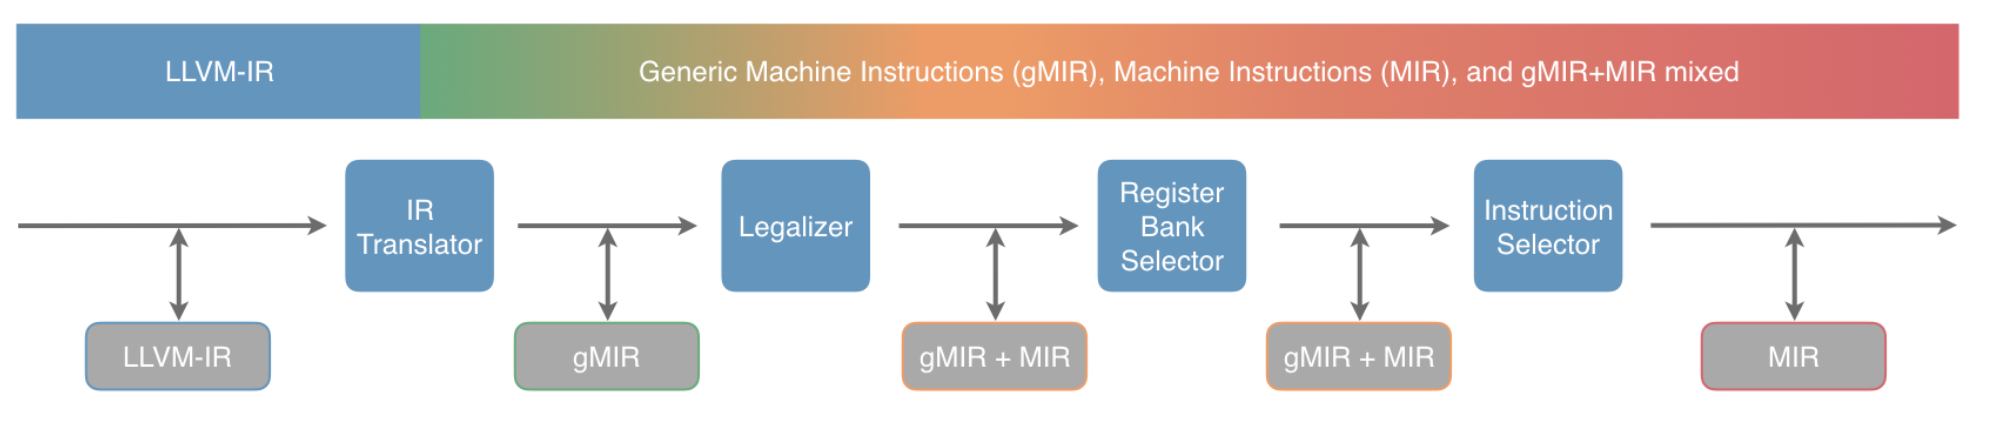 LLVM-IR
Generic Machine Instructions (gMIR), Machine Instructions (MIR), and gMIR+MIR mixed
IR
Translator
Legalizer
Register
Bank
Selector
Instruction
Selector
LLVM-IR
gMIR
gMIR + MIR
gMIR + MIR
MIR